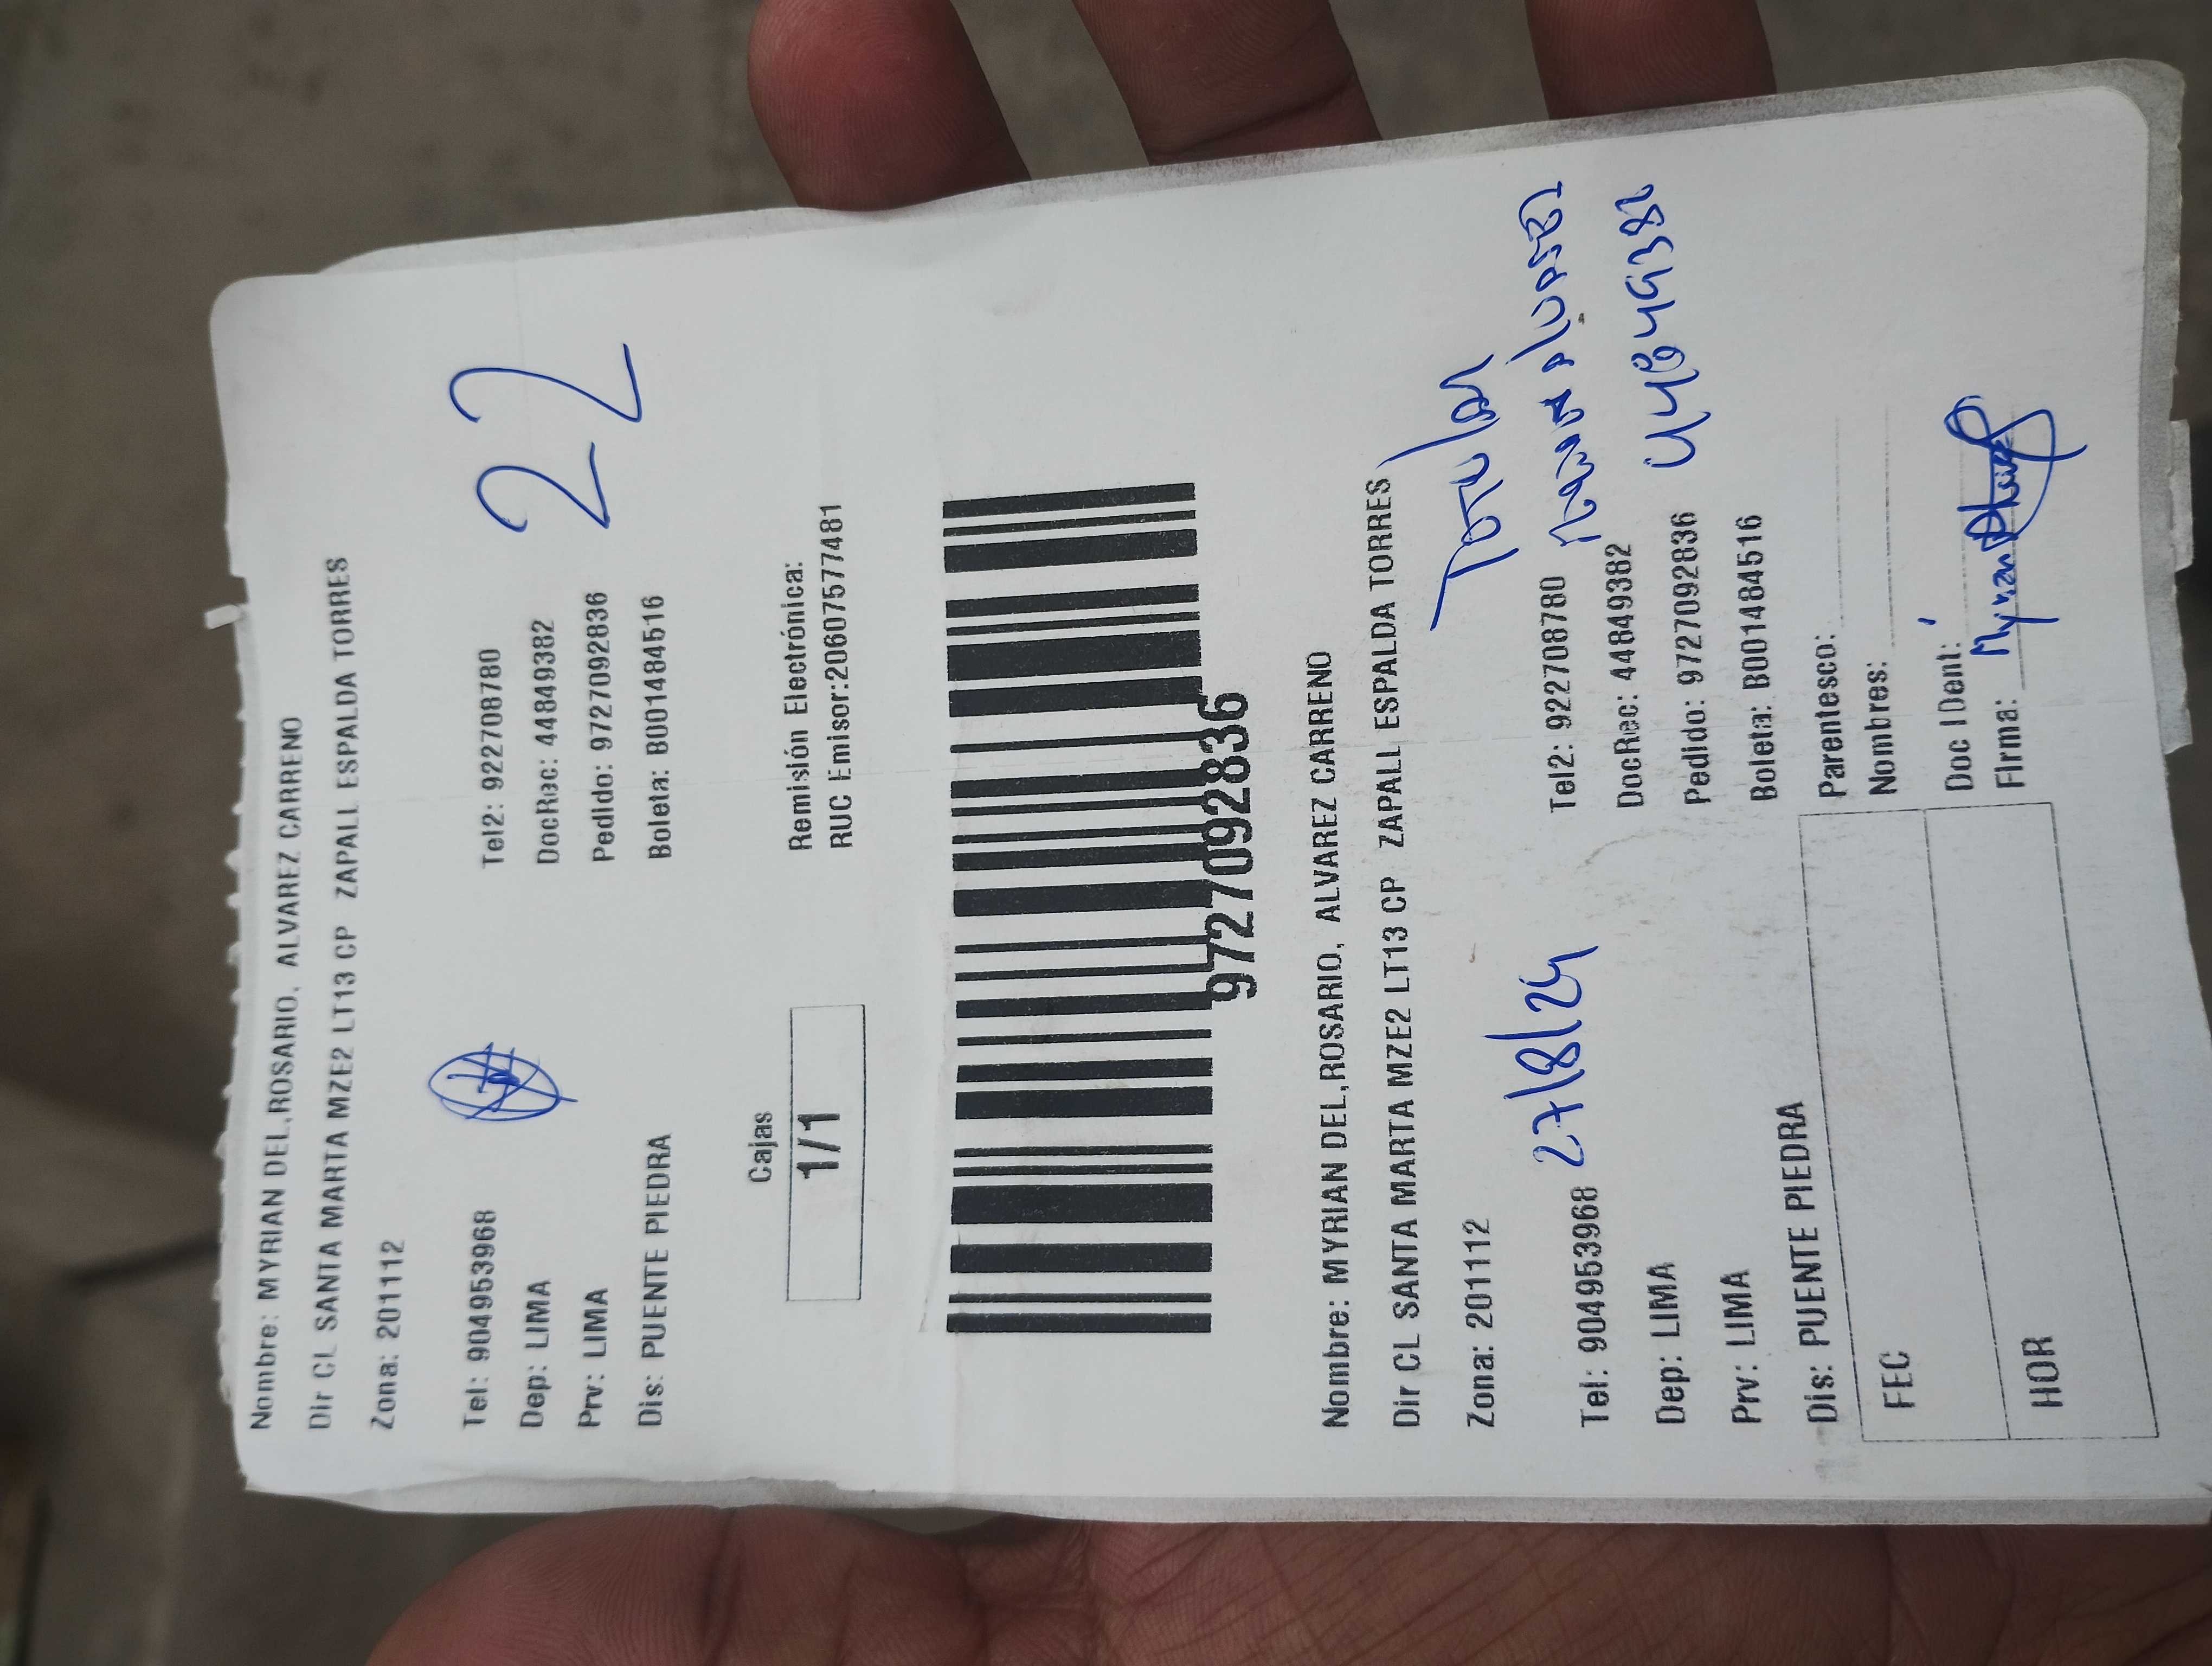 Nombre: MYRIAN DEL,ROSARIO, ALVAREZ CARRENO
Dir CL SANTA MARTA MZE2 LT13 CP ZAPALL ESPALDA TORRES
Zona: 201112
Tel: 904953968 Tel2: 922708780
22
Dep: LIMA DocRec: 44849382
Prv: LIMA Pedido: 9727092836
Dis: PUENTE PIEDRA Boleta: B001484516
Cajas
1/1
Remisión Electrónica:
RUC Emisor:20607577481
9727092836
Nombre: MYRIAN DEL,ROSARIO, ALVAREZ CARRENO
Dir CL SANTA MARTA MZE2 LT13 CP ZAPALL ESPALDA TORRES
Zona: 201112
Titular
Tel: 904953968 27/8/24 Tel2: 922708780
Dep: LIMA DocRec: 44849382 44849382
Prv: LIMA Pedido: 9727092836
Dis: PUENTE PIEDRA Boleta: B001484516
FEC
HOR
Parentesco:
Nombres:
Doc IDent:
Firma: